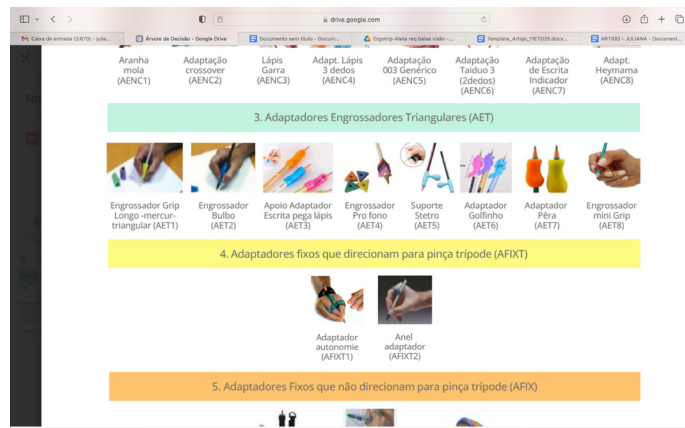 drive.google.com
Caixa de entrada (3.670) - julia...
Árvore de Decisão - Google Drive
Documento sem título - Docum...
Ergotrip-Aleta req baixa visão -...
Template_Artigo_11ETD25.docx...
ARTIGO - JULIANA - Document...
No
Aranha
mola
(AENC1)
Adaptação
crossover
(AENC2)
Lápis
Garra
(AENC3)
Adapt. Lápis
3 dedos
(AENC4)
Adaptação
003 Genérico
(AENC5)
Adaptação
Taiduo 3
(2dedos)
(AENC6)
Adaptação
de Escrita
Indicador
(AENC7)
Adapt.
Heymama
(AENC8)
3. Adaptadores Engrossadores Triangulares (AET)
Engrossador Grip
Longo -mercur-
triangular (AET1)
Engrossador
Bulbo
(AET2)
Apoio Adaptador
Escrita pega lápis
(AET3)
Engrossador
Pro fono
(AET4)
Suporte
Stetro
(AET5)
Adaptador
Golfinho
(AET6)
Adaptador
Pêra
(AET7)
Engrossador
mini Grip
(AET8)
4. Adaptadores fixos que direcionam para pinça trípode (AFIXT)
Adaptador
autonomie
(AFIXT1)
Anel
adaptador
(AFIXT2)
5. Adaptadores Fixos que não direcionam para pinça trípode (AFIX)